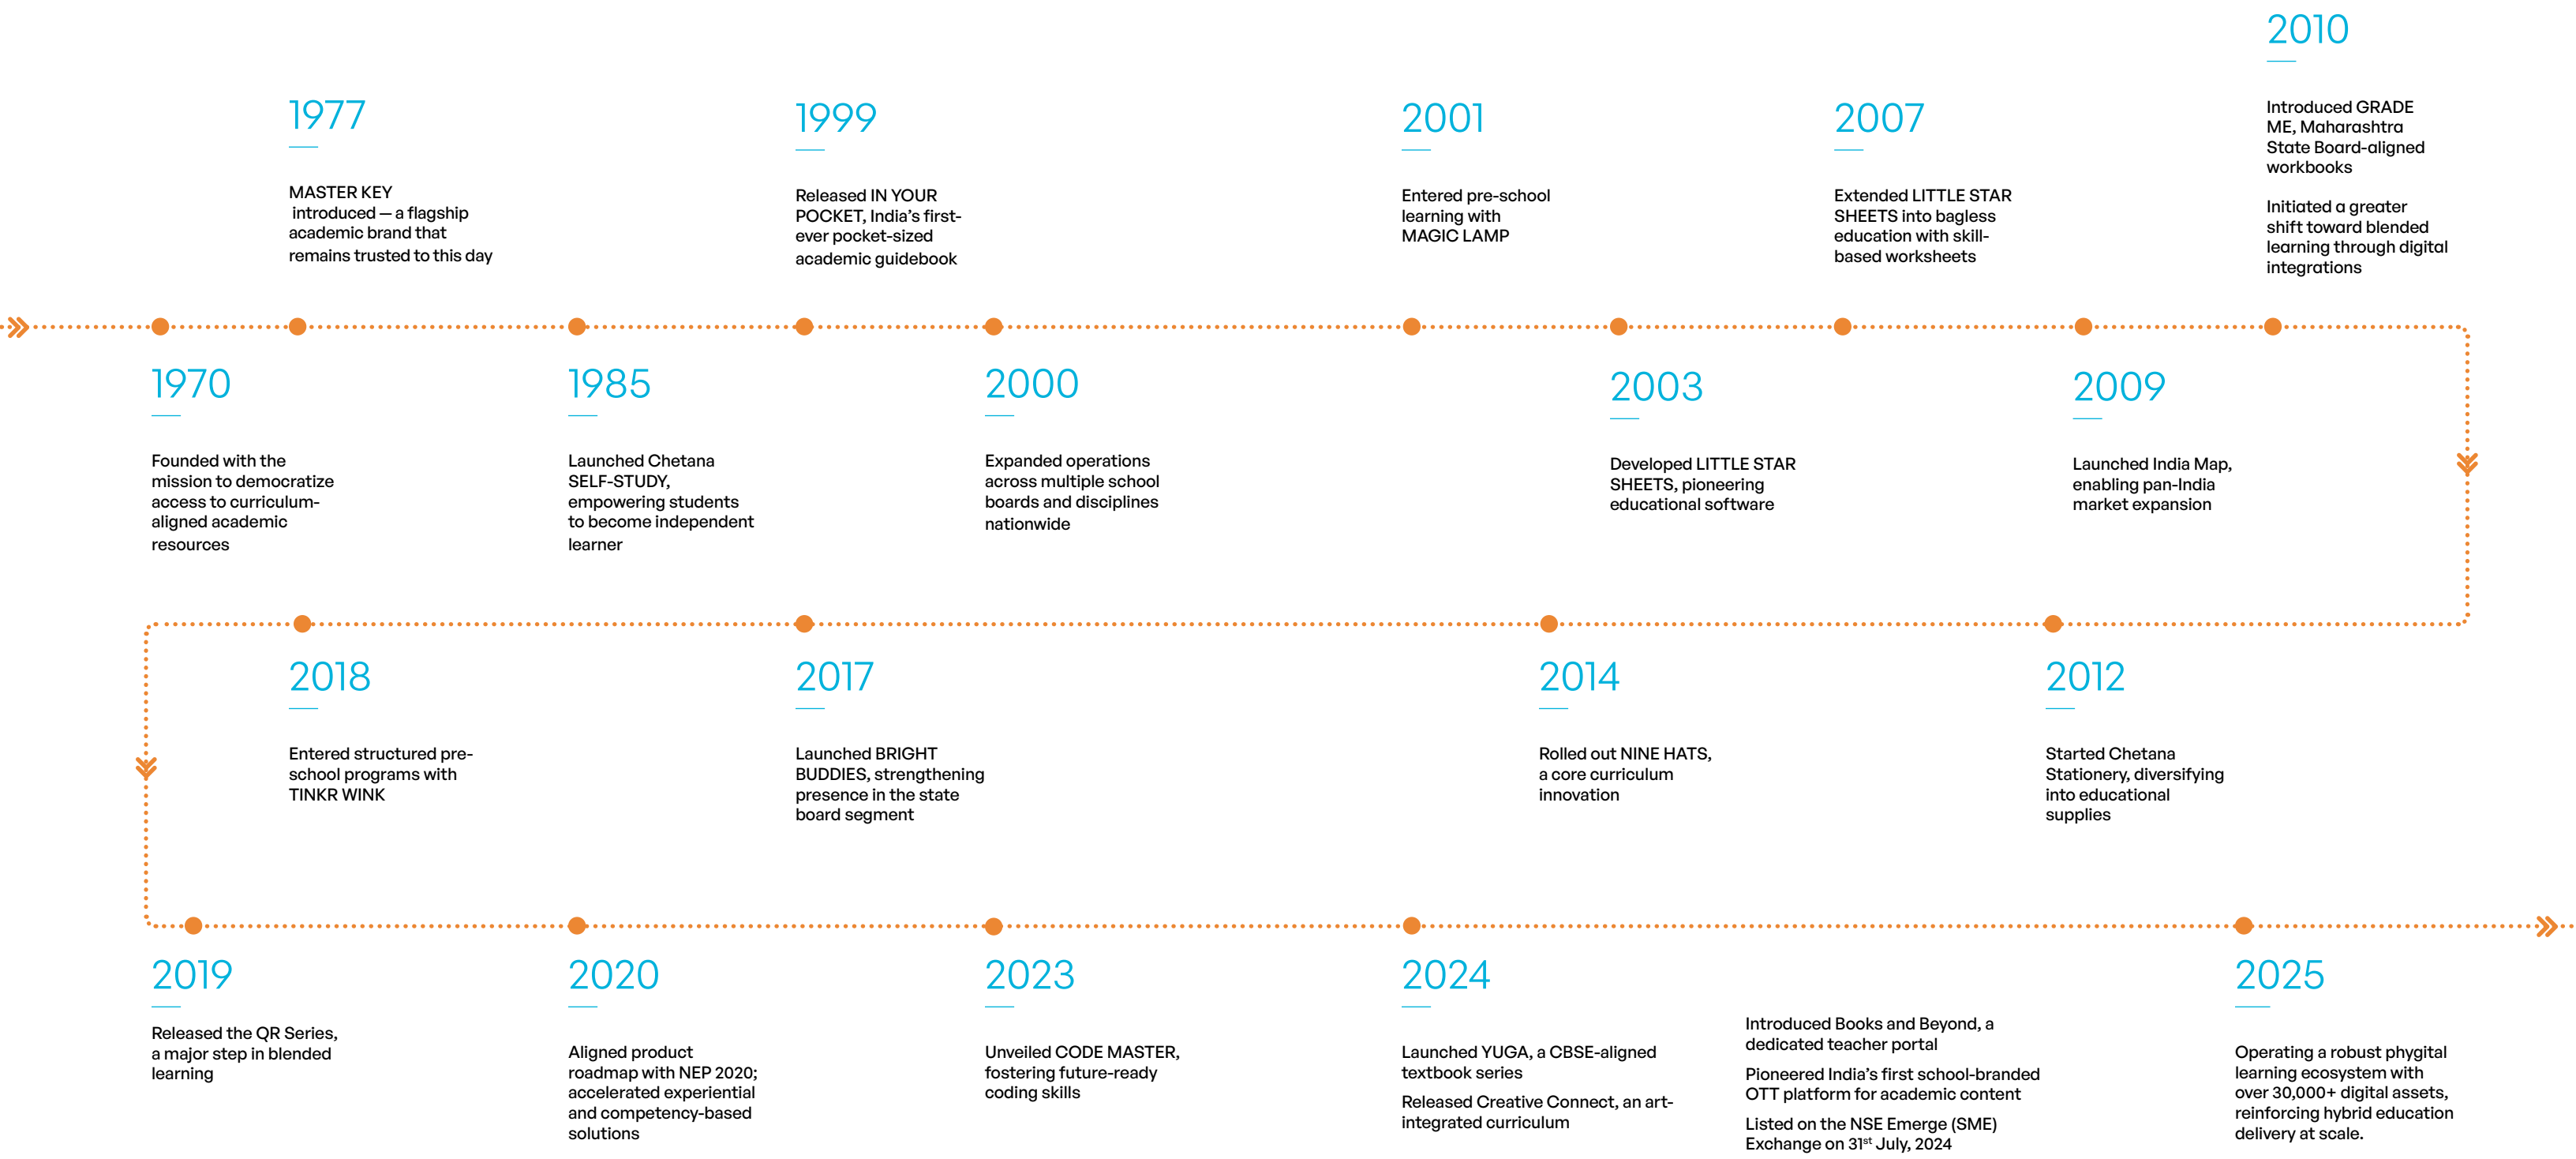 1970
Founded with the
mission to democratize
access to curriculum-
aligned academic
resources
1977
MASTER KEY
introduced — a flagship
academic brand that
remains trusted to this day
1985
Launched Chetana
SELF-STUDY,
empowering students
to become independent
learner
1999
Released IN YOUR
POCKET, India’s first-
ever pocket-sized
academic guidebook
2000
Expanded operations
across multiple school
boards and disciplines
nationwide
2001
Entered pre-school
learning with
MAGIC LAMP
2003
Developed LITTLE STAR
SHEETS, pioneering
educational software
2007
Extended LITTLE STAR
SHEETS into bagless
education with skill-
based worksheets
2009
Launched India Map,
enabling pan-India
market expansion
2010
Introduced GRADE
ME, Maharashtra
State Board-aligned
workbooks
Initiated a greater
shift toward blended
learning through digital
integrations
2012
Started Chetana
Stationery, diversifying
into educational
supplies
2014
Rolled out NINE HATS,
a core curriculum
innovation
2017
Launched BRIGHT
BUDDIES, strengthening
presence in the state
board segment
2018
Entered structured pre-
school programs with
TINKR WINK
2019
Released the QR Series,
a major step in blended
learning
2020
Aligned product
roadmap with NEP 2020;
accelerated experiential
and competency-based
solutions
2023
Unveiled CODE MASTER,
fostering future-ready
coding skills
2024
Launched YUGA, a CBSE-aligned
textbook series
Released Creative Connect, an art-
integrated curriculum
Introduced Books and Beyond, a
dedicated teacher portal
Pioneered India’s first school-branded
OTT platform for academic content
Listed on the NSE Emerge (SME)
Exchange on 31st July, 2024
2025
Operating a robust phygital
learning ecosystem with
over 30,000+ digital assets,
reinforcing hybrid education
delivery at scale.